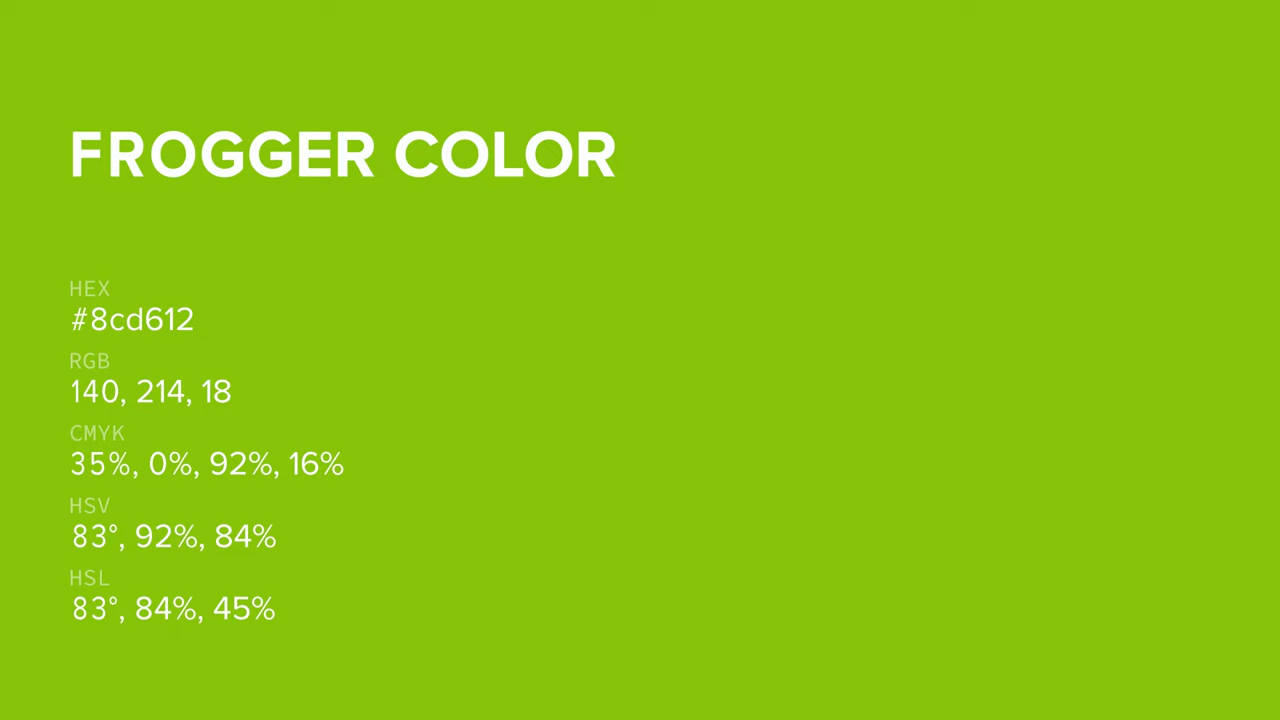 FROGGER COLOR
HEX
#8cd612
RGB
140, 214, 18
CMYK
35%, 0%, 92%, 16%
HSV
83°, 92%, 84%
HSL
83°, 84%, 45%